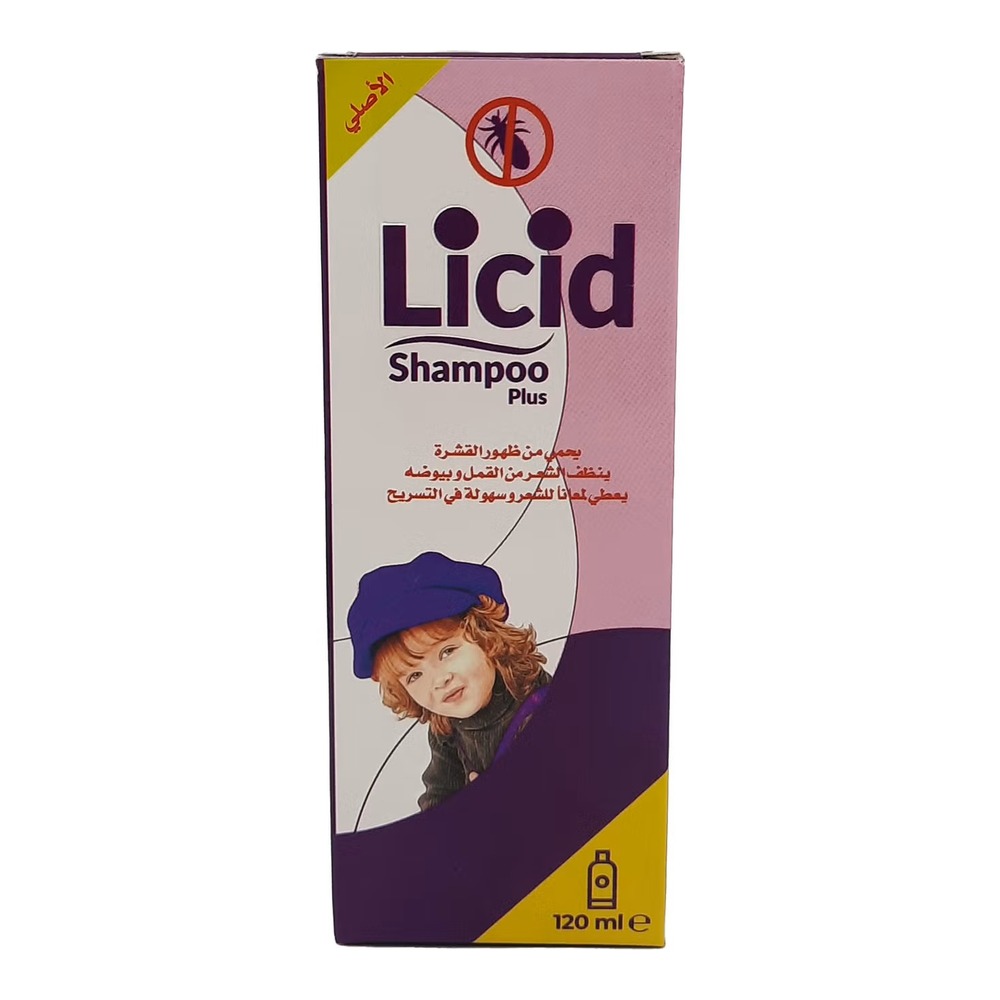 الأصلي
Licid
Shampoo
Plus
يحمي من ظهور القشرة
ينظف الشعر من القمل وبيوضه
يعطي لمعاناً للشعر وسهولة في التسريح
120 ml e